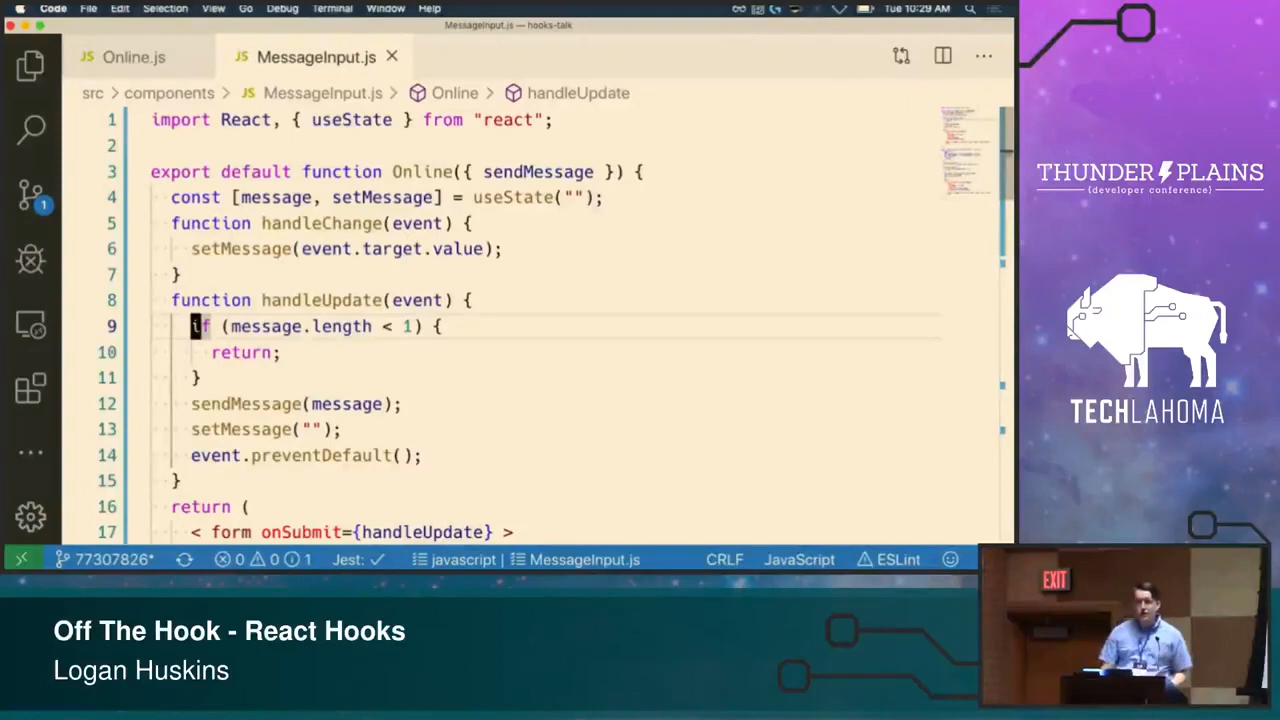 Code File Edit Selection View Go Debug Terminal Window Help Tue 10:29 AM
MessageInput.js — hooks-talk
JS Online.js JS MessageInput.js
src > components > JS MessageInput.js > Online > handleUpdate
1 import React, { useState } from "react";
2
3 export default function Online({ sendMessage }) {
4 const [message, setMessage] = useState("");
5 function handleChange(event) {
6 setMessage(event.target.value);
7 }
8 function handleUpdate(event) {
9 if (message.length < 1) {
10 return;
11 }
12 sendMessage(message);
13 setMessage("");
14 event.preventDefault();
15 }
16 return (
17 < form onSubmit={handleUpdate} >
1
77307826* 0 0 1 Jest: ✓ javascript | MessageInput.js CRLF JavaScript ESLint
THUNDER PLAINS
{developer conference}
TECHLAHOMA
EXIT
Off The Hook - React Hooks
Logan Huskins